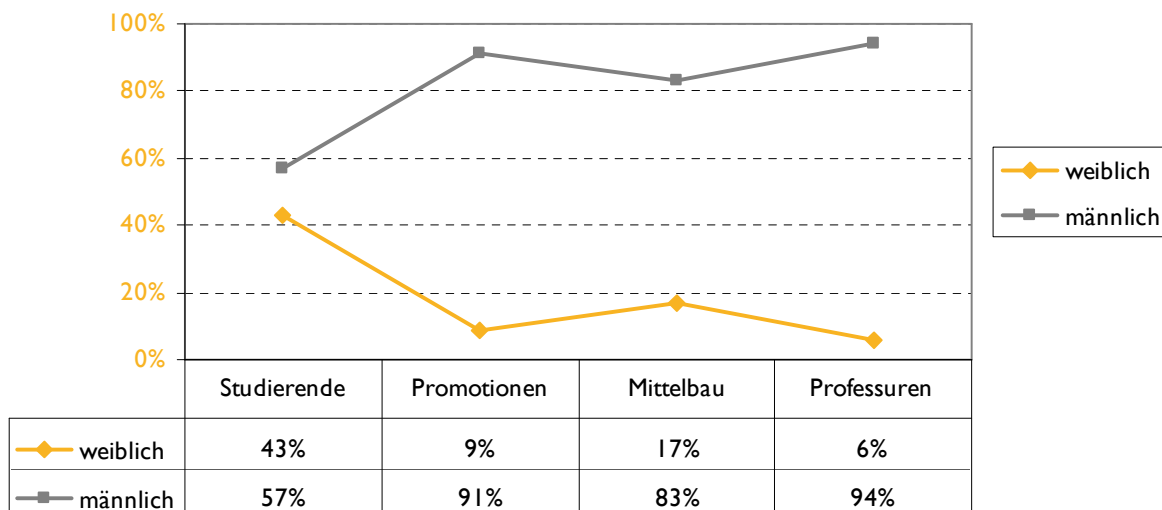 100%
80%
60%
40%
20%
0%
weiblich
männlich
Studierende Promotionen Mittelbau Professuren
weiblich 43% 9% 17% 6%
männlich 57% 91% 83% 94%